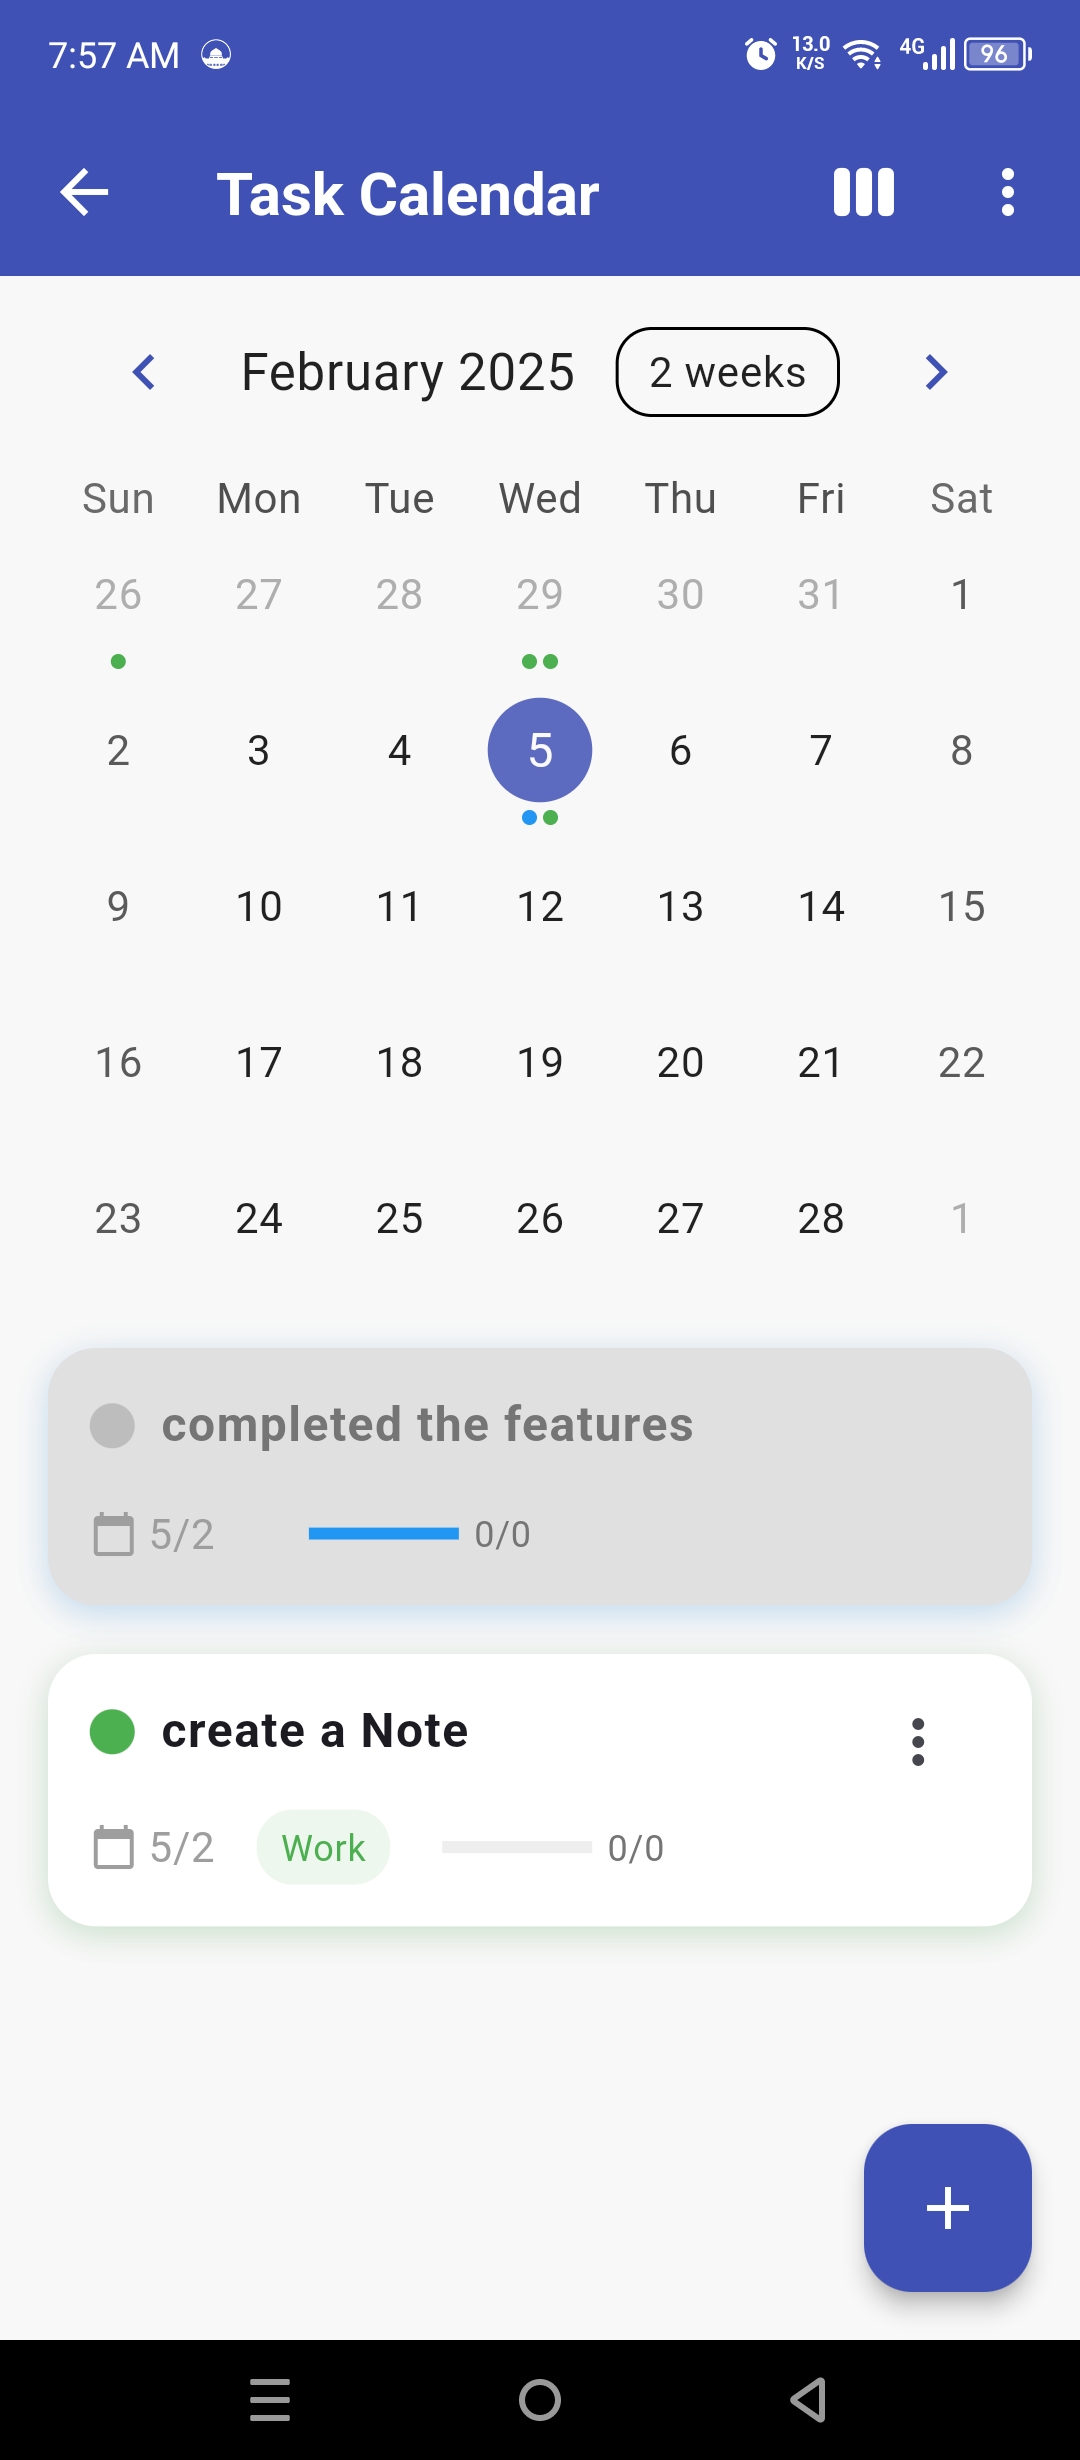 7:57 AM 13.0 K/S 4G 96
Task Calendar
February 2025 2 weeks
Sun Mon Tue Wed Thu Fri Sat
26 27 28 29 30 31 1
2 3 4 5 6 7 8
9 10 11 12 13 14 15
16 17 18 19 20 21 22
23 24 25 26 27 28 1
completed the features
5/2 0/0
create a Note
5/2 Work 0/0